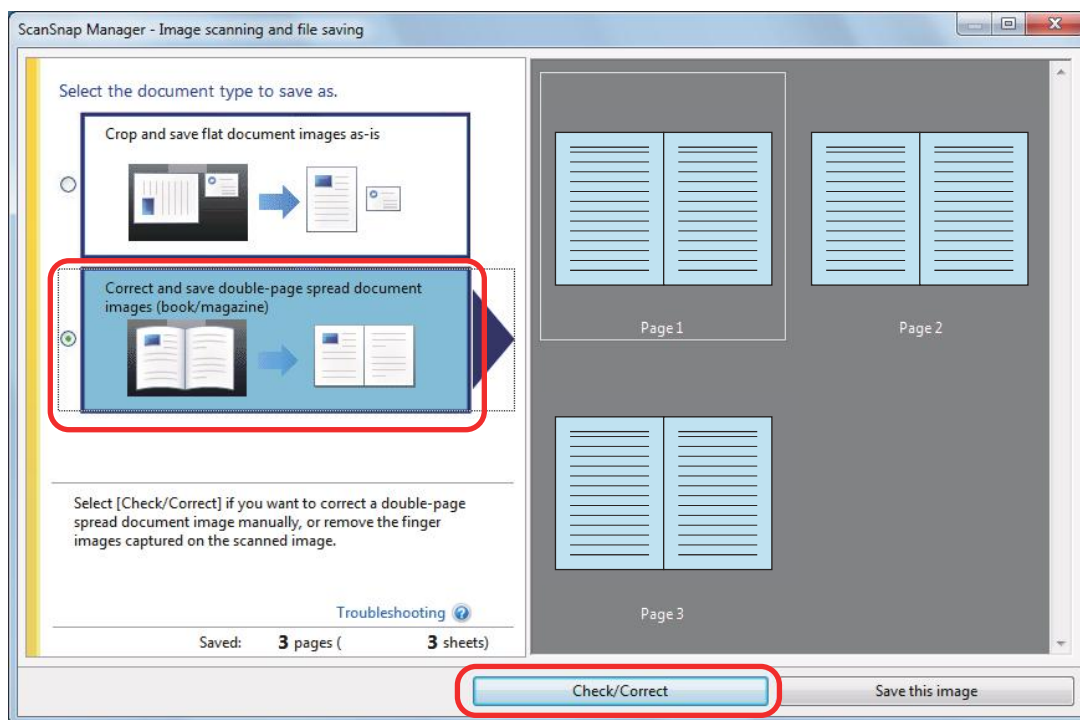 ScanSnap Manager - Image scanning and file saving
Select the document type to save as.
Crop and save flat document images as-is
Correct and save double-page spread document
images (book/magazine)
Select [Check/Correct] if you want to correct a double-page
spread document image manually, or remove the finger
images captured on the scanned image.
Troubleshooting ?
Saved: 3 pages ( 3 sheets)
Page 1
Page 2
Page 3
Check/Correct
Save this image